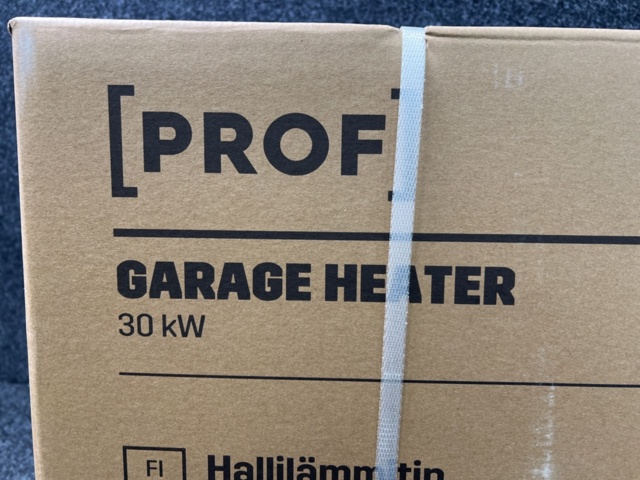 [PROF]
GARAGE HEATER
30 kW
FI Hallilämmitin